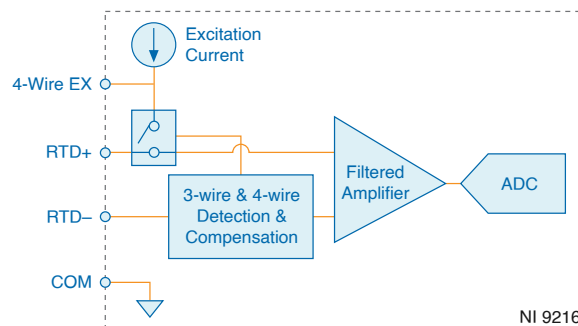 Excitation
Current
4-Wire EX
RTD+
Filtered
Amplifier
ADC
3-wire & 4-wire
Detection &
Compensation
RTD–
COM
NI 9216